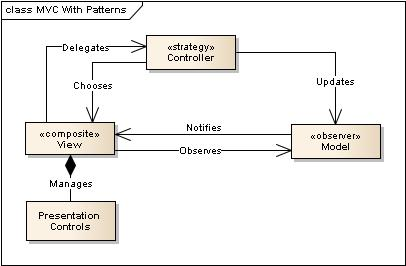 class MVC With Patterns
Delegates
«strategy»
Controller
Chooses
Updates
Notifies
«composite»
View
«observer»
Model
Observes
Manages
Presentation
Controls